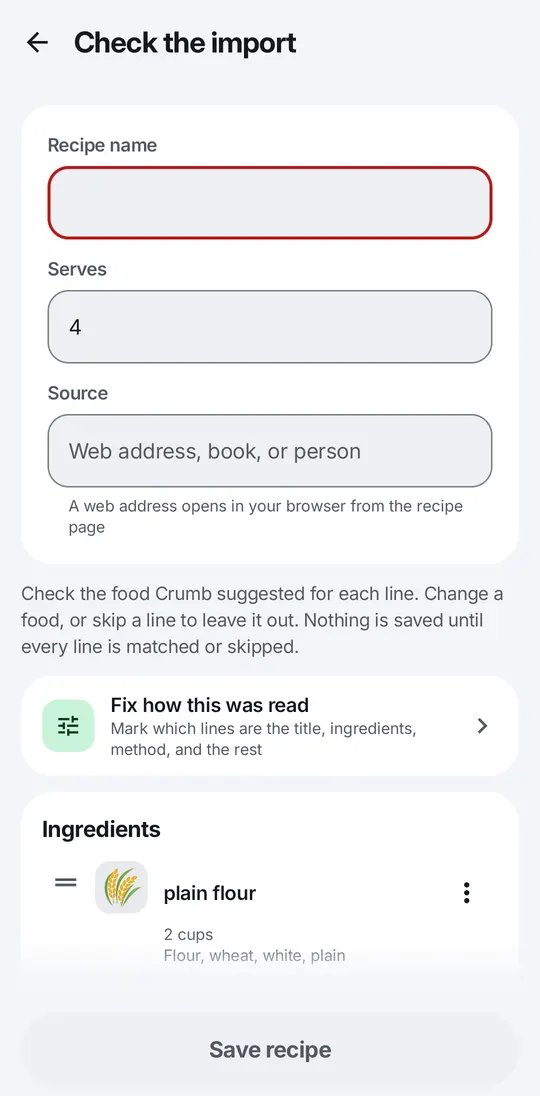 Check the import
Recipe name
Serves
4
Source
Web address, book, or person
A web address opens in your browser from the recipe
page
Check the food Crumb suggested for each line. Change a
food, or skip a line to leave it out. Nothing is saved until
every line is matched or skipped.
Fix how this was read
Mark which lines are the title, ingredients,
method, and the rest
Ingredients
plain flour
2 cups
Flour, wheat, white, plain
Save recipe